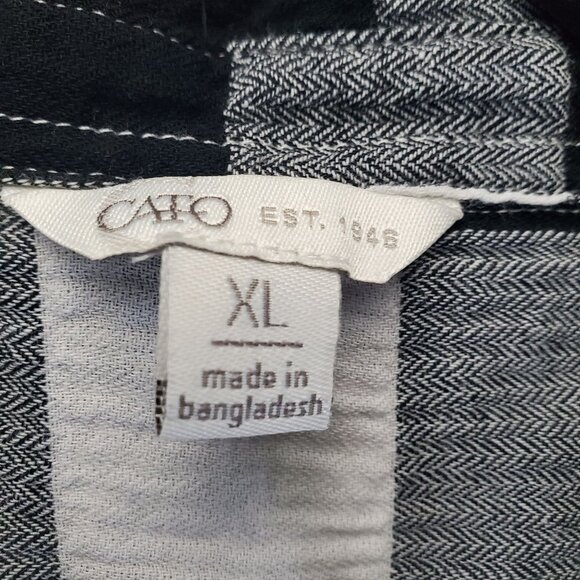 CATO EST. 1946
XL
made in
bangladesh